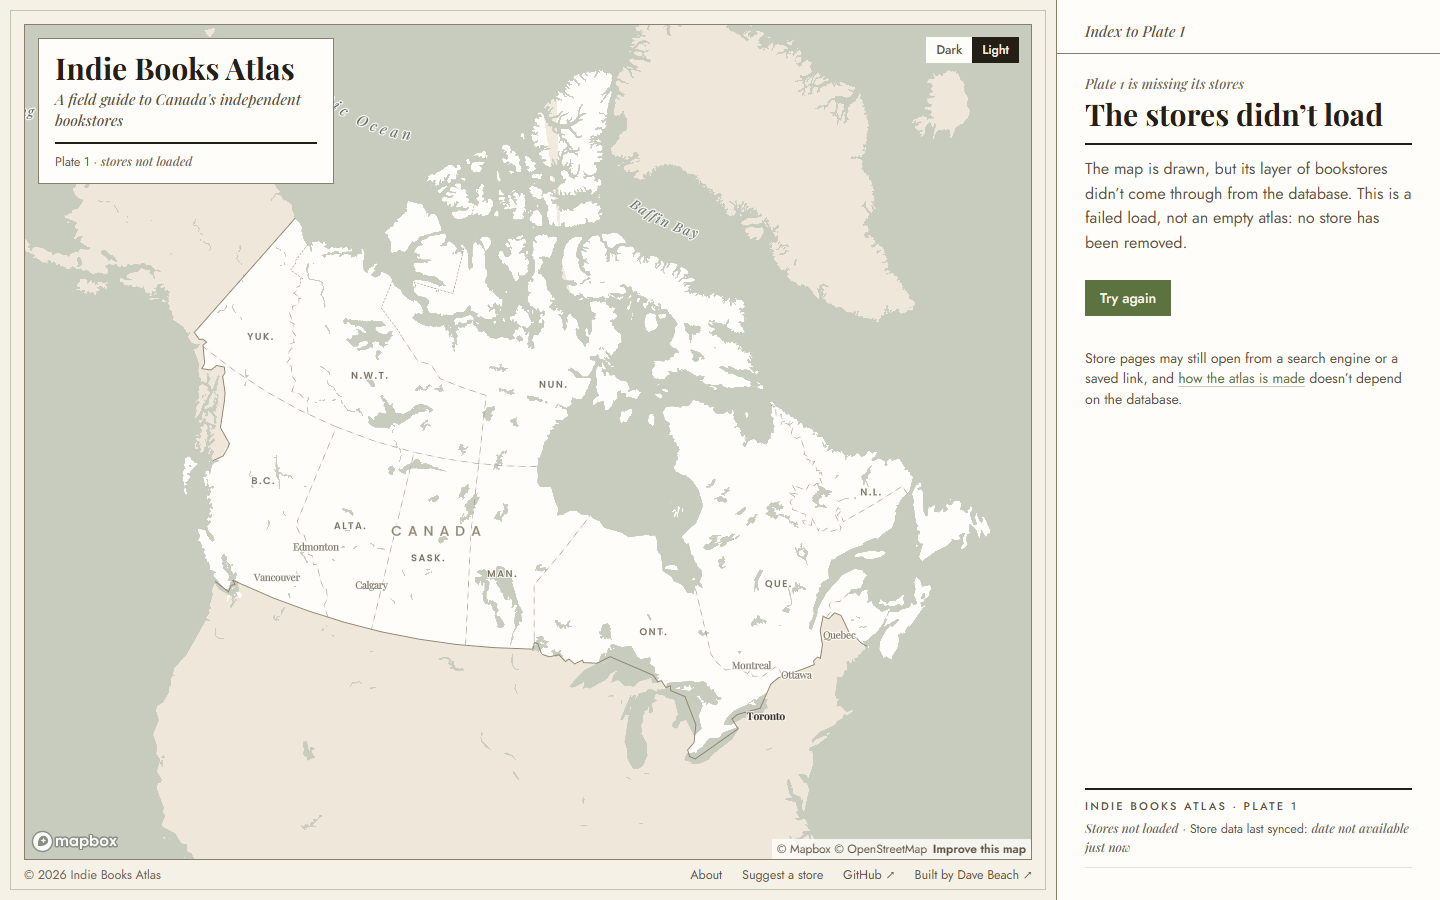 Indie Books Atlas
A field guide to Canada's independent
bookstores
Plate 1 · stores not loaded
ic Ocean
Baffin Bay
Dark
Light
YUK.
N.W.T.
NUN.
B.C.
ALTA.
CANADA
Edmonton
SASK.
MAN.
Vancouver
Calgary
N.L.
QUE.
ONT.
Quebec
Montreal
Ottawa
Toronto
mapbox
© Mapbox © OpenStreetMap Improve this map
© 2026 Indie Books Atlas
About
Suggest a store
GitHub ↗
Built by Dave Beach ↗
Index to Plate 1
Plate 1 is missing its stores
The stores didn’t load
The map is drawn, but its layer of bookstores
didn’t come through from the database. This is a
failed load, not an empty atlas: no store has
been removed.
Try again
Store pages may still open from a search engine or a
saved link, and how the atlas is made doesn’t depend
on the database.
INDIE BOOKS ATLAS · PLATE 1
Stores not loaded · Store data last synced: date not available
just now